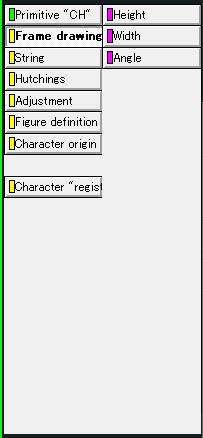 Primitive "CH"
Height
Frame drawing
Width
String
Angle
Hutchings
Adjustment
Figure definition
Character origin
Character "regist